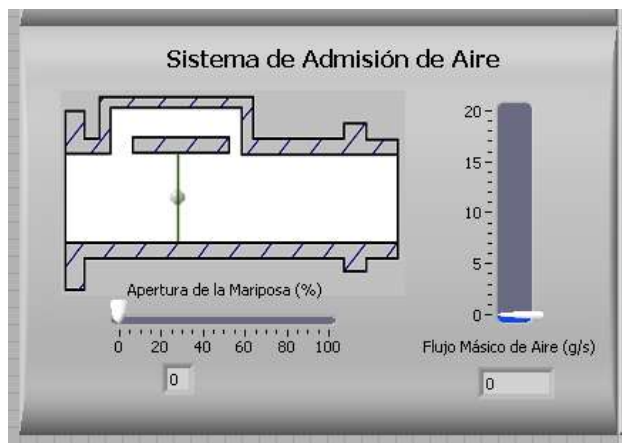 Sistema de Admisión de Aire
20
15
10
5
0
Apertura de la Mariposa (%)
0 20 40 60 80 100
0
Flujo Másico de Aire (g/s)
0